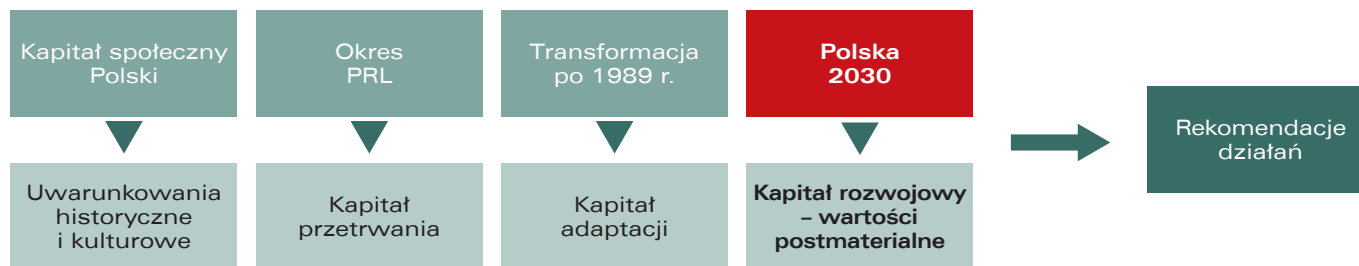 Kapitał społeczny
Polski
Okres
PRL
Transformacja
po 1989 r.
Polska
2030
Rekomendacje
działań
Uwarunkowania
historyczne
i kulturowe
Kapitał
przetrwania
Kapitał
adaptacji
Kapitał rozwojowy
– wartości
postmaterialne